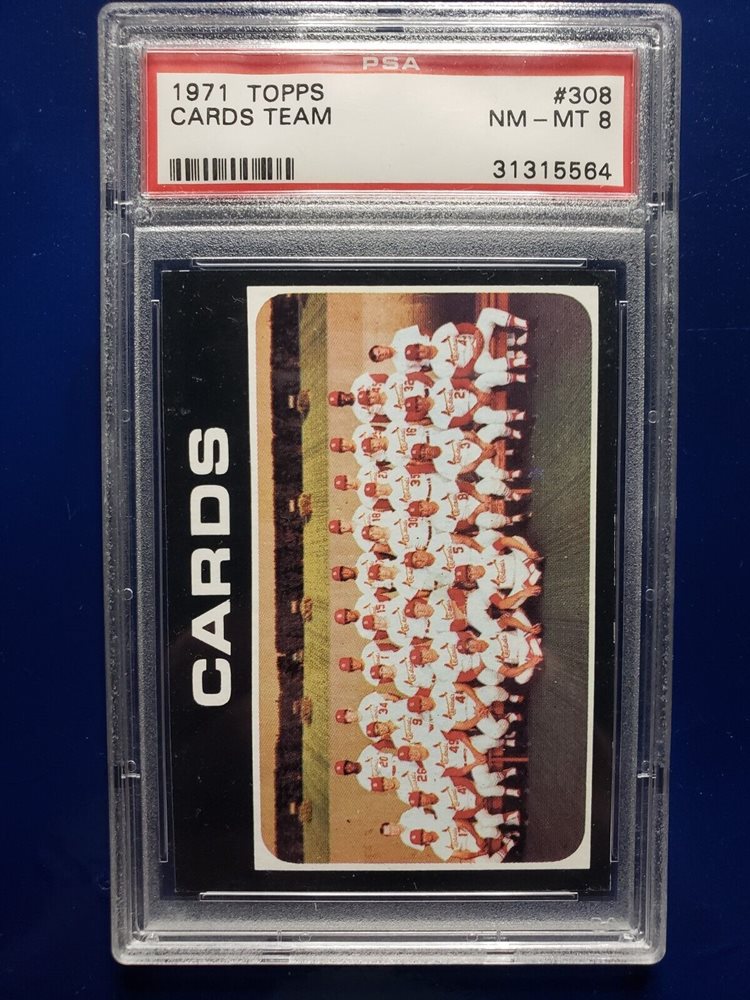 PSA
1971 TOPPS #308
CARDS TEAM NM - MT 8
31315564
CARDS